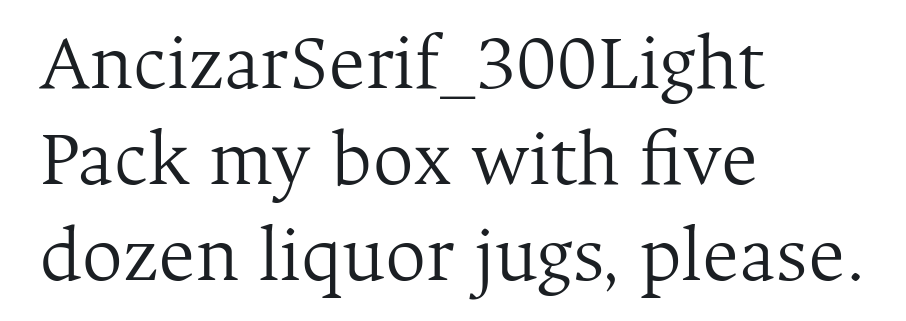 AncizarSerif_300Light
Pack my box with five
dozen liquor jugs, please.